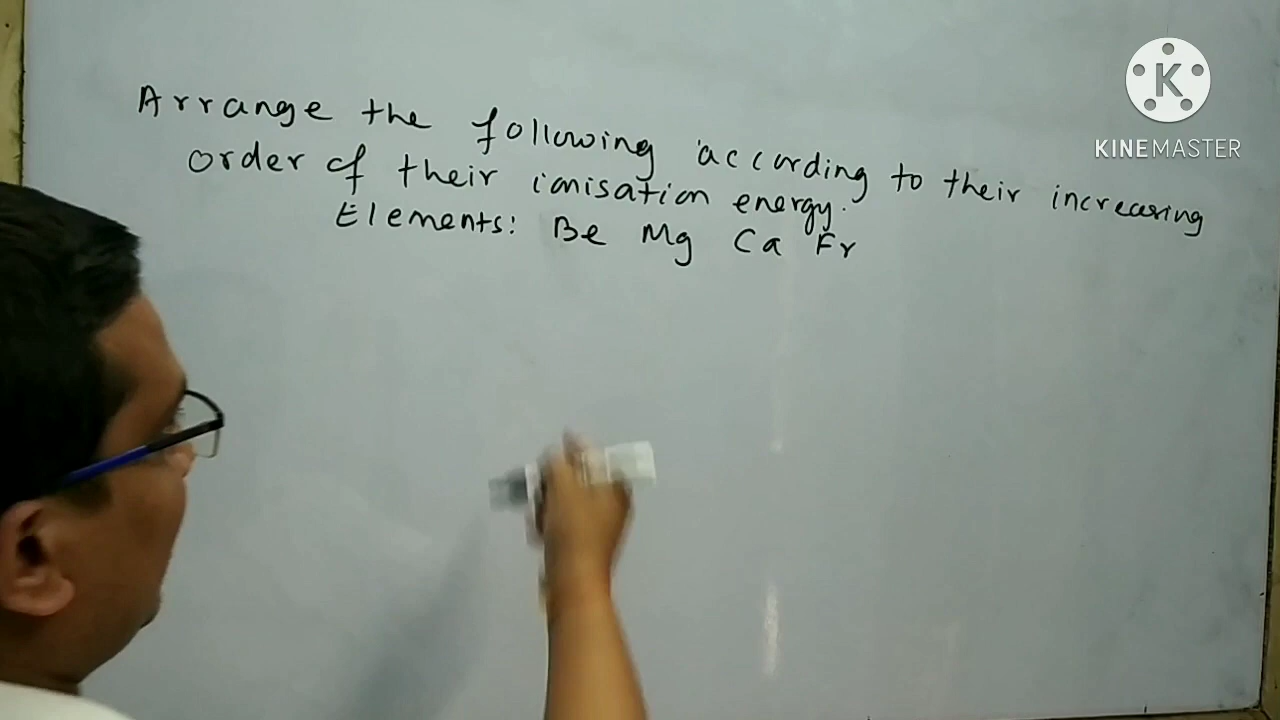 Arrange the following according to their increasing
order of their ionisation energy.
Elements: Be Mg Ca Fr
K
KINEMASTER